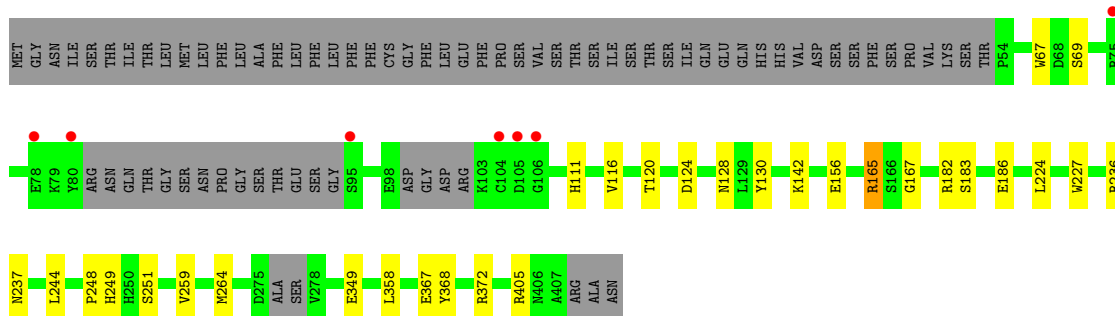 MET GLY ASN ILE SER THR ILE ILE THR THR LEU MET LEU PHE LEU ALA PHE LEU PHE LEU PHE PHE CYS GLY PHE LEU GLU PHE PRO SER VAL SER THR SER ILE SER THR SER ILE GLN GLU GLN HIS HIS VAL ASP SER SER PHE SER PRO VAL LYS SER THR P54 W67 D68 S69
E78 K79 Y80 ARG ASN GLN THR GLY SER ASN PRO GLY SER THR GLU SER GLY S95 E98 ASP GLY ASP ARG K103 C104 D105 G106 H111 V116 T120 D124 N128 L129 Y130 K142 E156 R165 S166 G167 R182 S183 E186 L224 W227
N237 L244 P248 H249 H250 S251 V259 M264 D275 ALA SER V278 E349 L358 E367 Y368 R372 R405 N406 A407 ARG ALA ASN